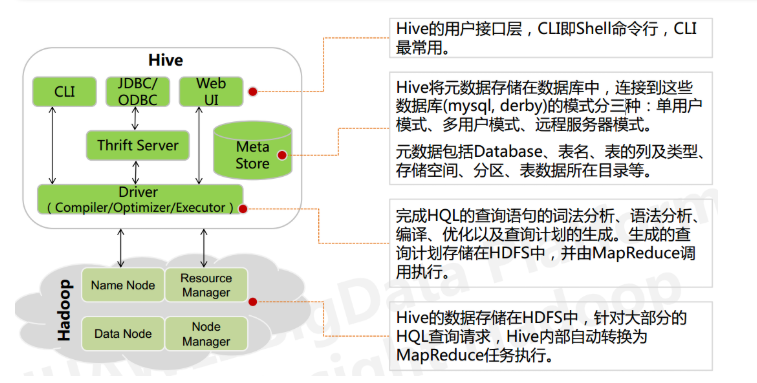 Hive
CLI
JDBC/
ODBC
Web
UI
Thrift Server
Meta
Store
Driver
( Compiler/Optimizer/Executor )
Hadoop
Name Node
Resource
Manager
Data Node
Node
Manager
Hive的用户接口层，CLI即Shell命令行，CLI
最常用。
Hive将元数据存储在数据库中，连接到这些
数据库(mysql, derby)的模式分三种：单用户
模式、多用户模式、远程服务器模式。
元数据包括Database、表名、表的列及类型、
存储空间、分区、表数据所在目录等。
完成HQL的查询语句的词法分析、语法分析、
编译、优化以及查询计划的生成。生成的查
询计划存储在HDFS中，并由MapReduce调
用执行。
Hive的数据存储在HDFS中，针对大部分的
HQL查询请求，Hive内部自动转换为
MapReduce任务执行。